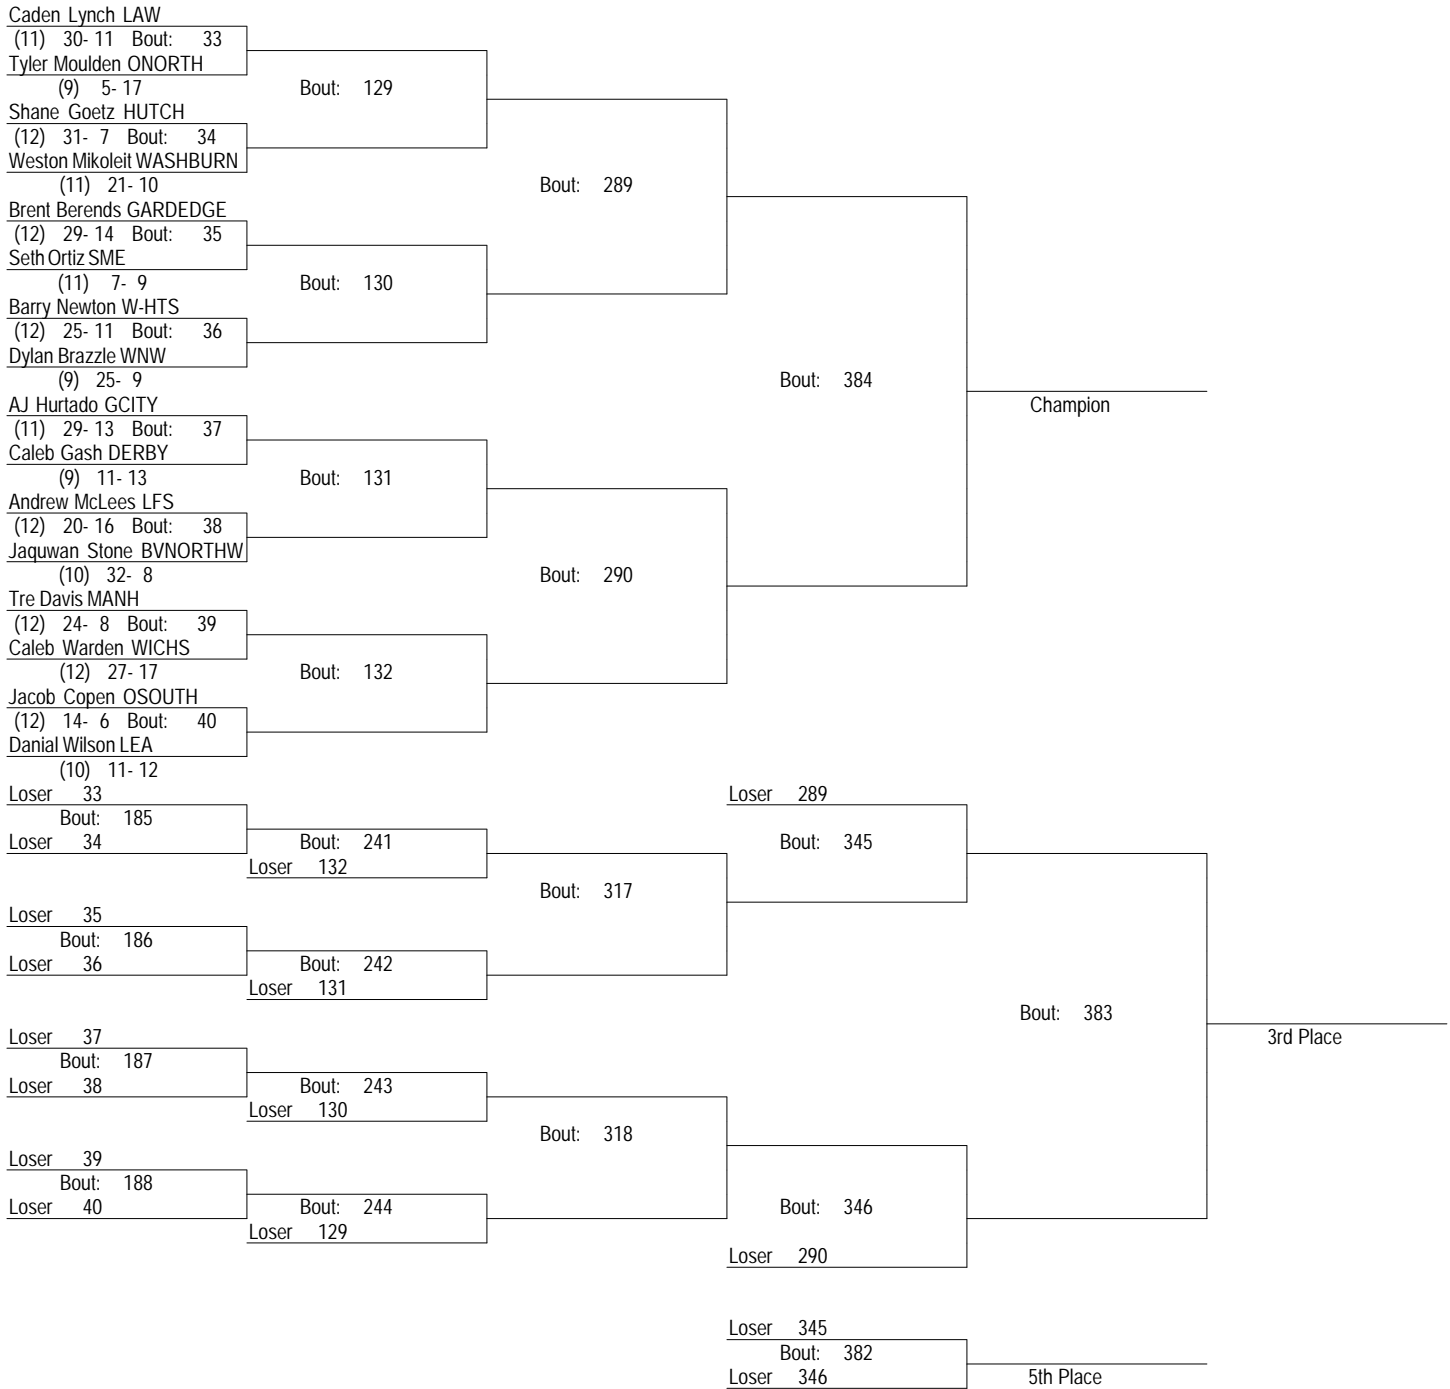 Caden Lynch LAW
(11) 30- 11 Bout: 33
Tyler Moulden ONORTH
(9) 5- 17 Bout: 129
Shane Goetz HUTCH
(12) 31- 7 Bout: 34
Weston Mikoleit WASHBURN
(11) 21- 10 Bout: 289
Brent Berends GARDEDGE
(12) 29- 14 Bout: 35
Seth Ortiz SME
(11) 7- 9 Bout: 130
Barry Newton W-HTS
(12) 25- 11 Bout: 36
Dylan Brazzle WNW
(9) 25- 9 Bout: 384
AJ Hurtado GCITY Champion
(11) 29- 13 Bout: 37
Caleb Gash DERBY
(9) 11- 13 Bout: 131
Andrew McLees LFS
(12) 20- 16 Bout: 38
Jaquwan Stone BVNORTHW
(10) 32- 8 Bout: 290
Tre Davis MANH
(12) 24- 8 Bout: 39
Caleb Warden WICHS
(12) 27- 17 Bout: 132
Jacob Copen OSOUTH
(12) 14- 6 Bout: 40
Danial Wilson LEA
(10) 11- 12
Loser 33 Loser 289
Bout: 185
Loser 34 Bout: 241 Bout: 345
Loser 132
Bout: 317
Loser 35
Bout: 186
Loser 36 Bout: 242
Loser 131
Bout: 383
Loser 37 3rd Place
Bout: 187
Loser 38 Bout: 243
Loser 130
Bout: 318
Loser 39
Bout: 188
Loser 40 Bout: 244 Bout: 346
Loser 129
Loser 290
Loser 345
Bout: 382
Loser 346 5th Place